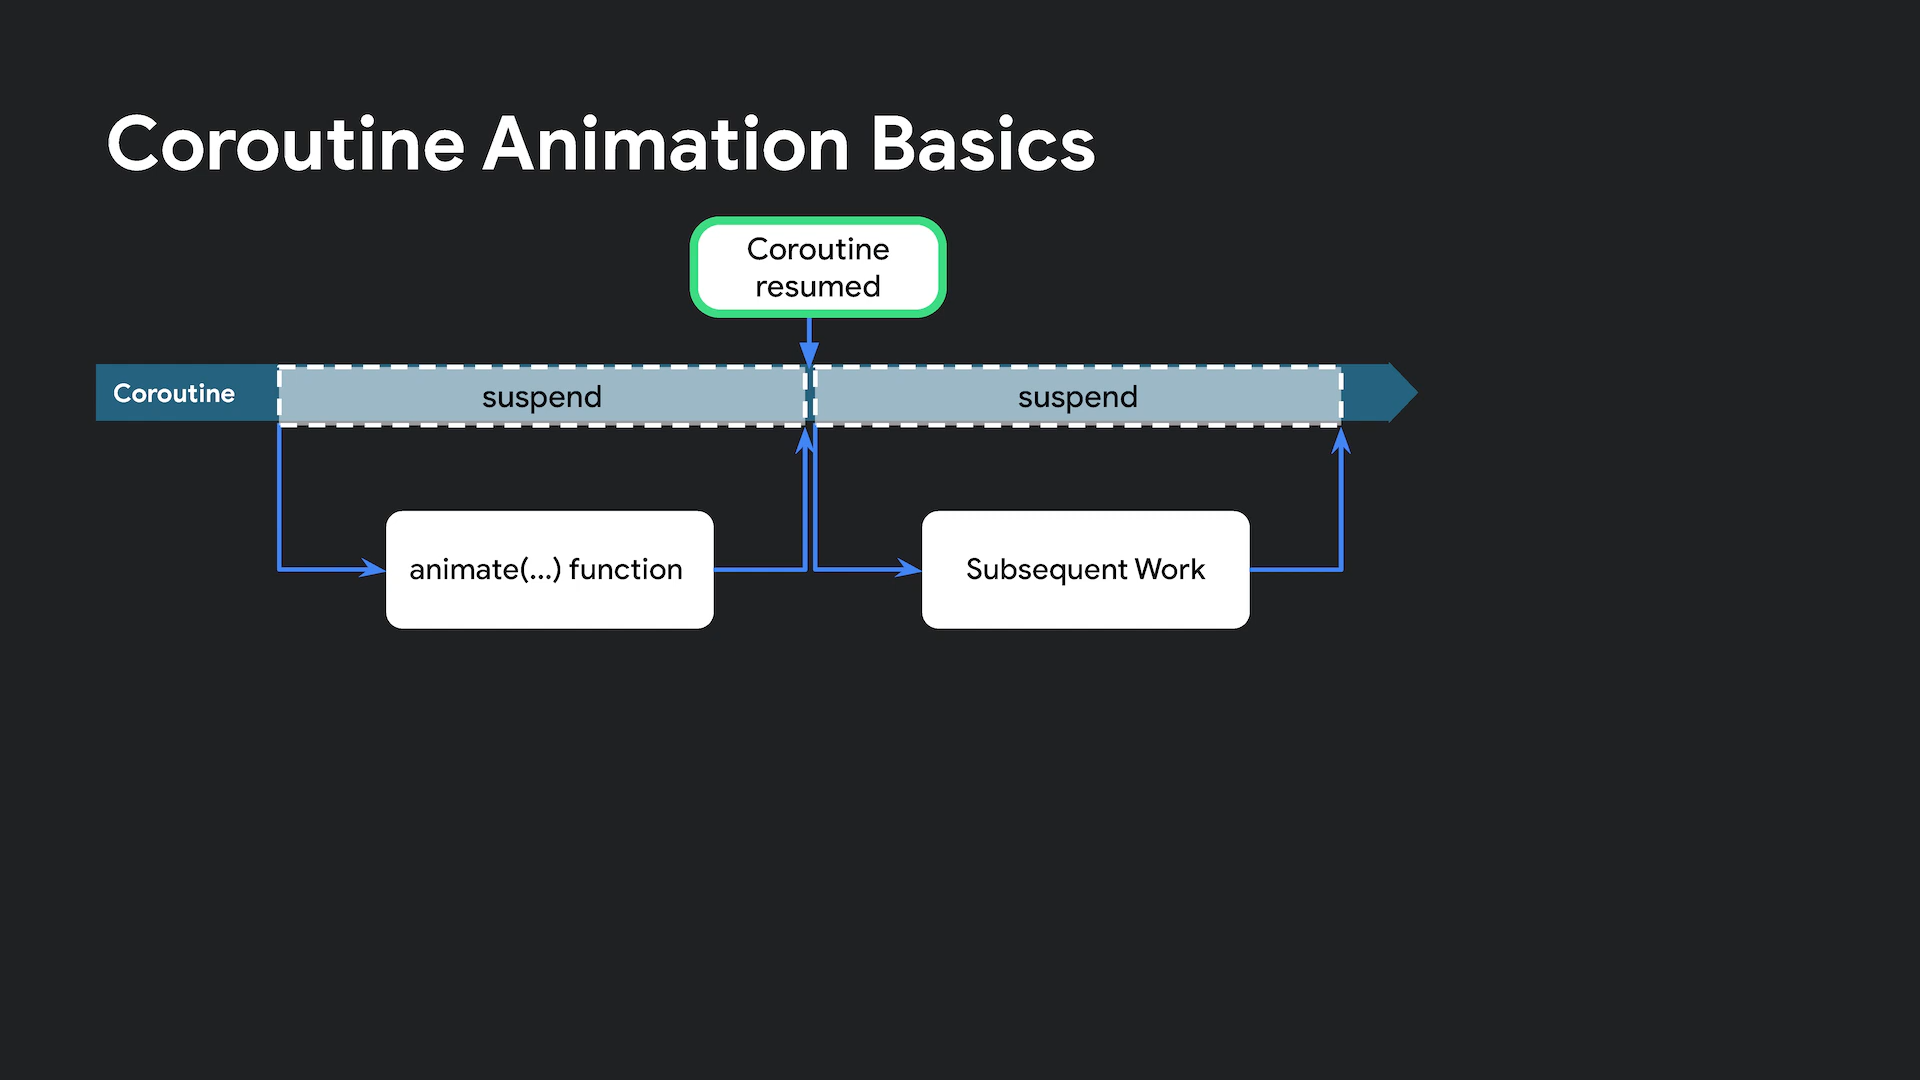 Coroutine Animation Basics
Coroutine
resumed
Coroutine
suspend
suspend
animate(...) function
Subsequent Work